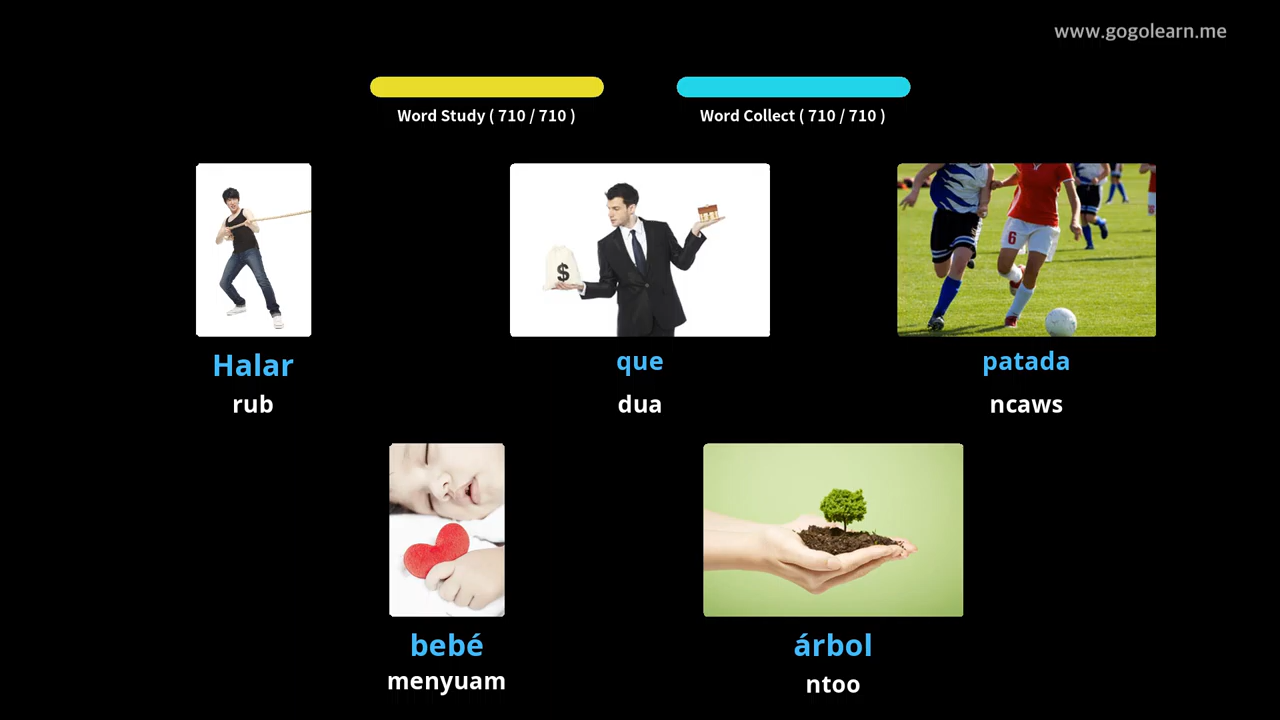 www.gogolearn.me
Word Study ( 710 / 710 )
Word Collect ( 710 / 710 )
$
6
Halar
rub
que
dua
patada
ncaws
bebé
menyuam
árbol
ntoo